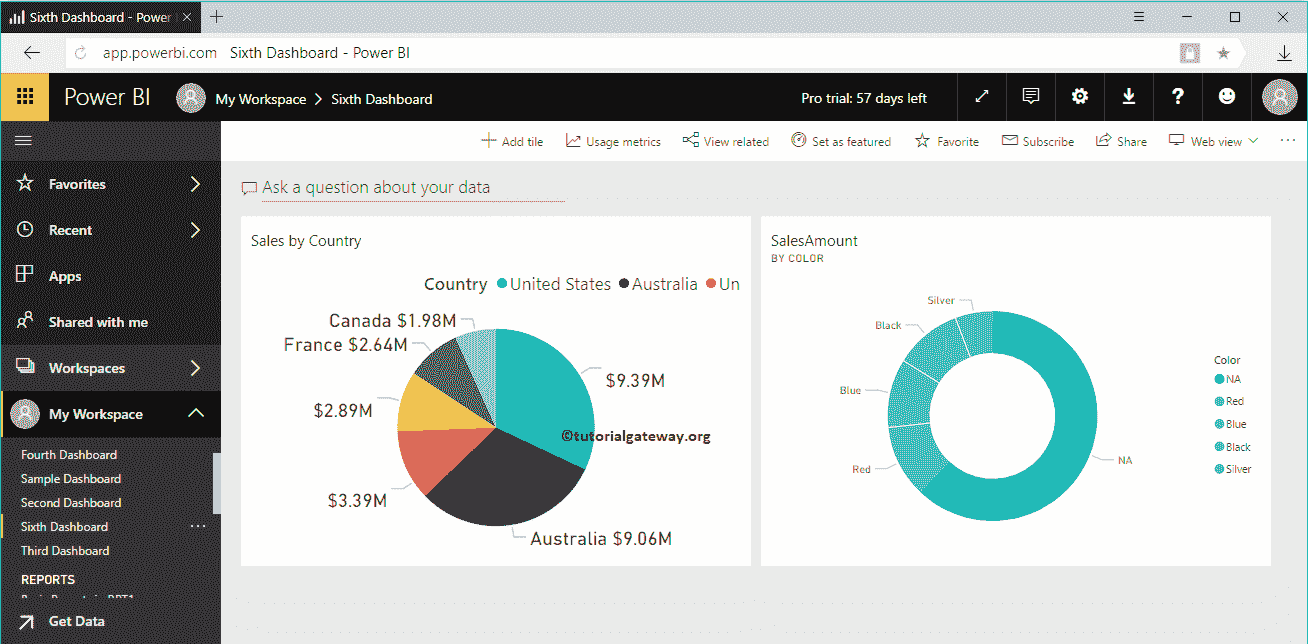 Sixth Dashboard - Power
app.powerbi.com Sixth Dashboard - Power BI
Power BI My Workspace > Sixth Dashboard Pro trial: 57 days left
Add tile Usage metrics View related Set as featured Favorite Subscribe Share Web view
Favorites
Recent
Apps
Shared with me
Workspaces
My Workspace
Fourth Dashboard
Sample Dashboard
Second Dashboard
Sixth Dashboard
Third Dashboard
REPORTS
Get Data
Ask a question about your data
Sales by Country
Country United States Australia Un
Canada $1.98M
France $2.64M
$9.39M
$2.89M
©tutorialgateway.org
$3.39M
Australia $9.06M
SalesAmount
BY COLOR
Silver
Black
Blue
Red
NA
Color
NA
Red
Blue
Black
Silver